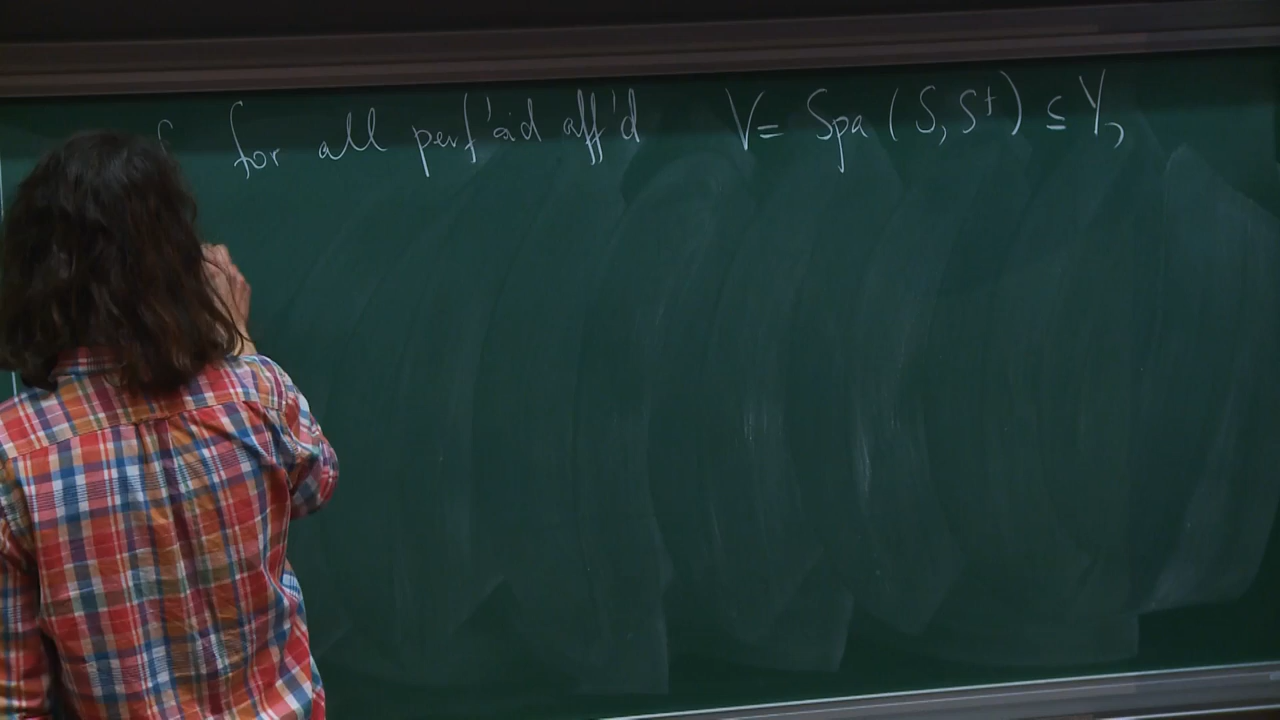 for all perf'oid aff'd V = Spa (S, S⁺) ⊆ Y,